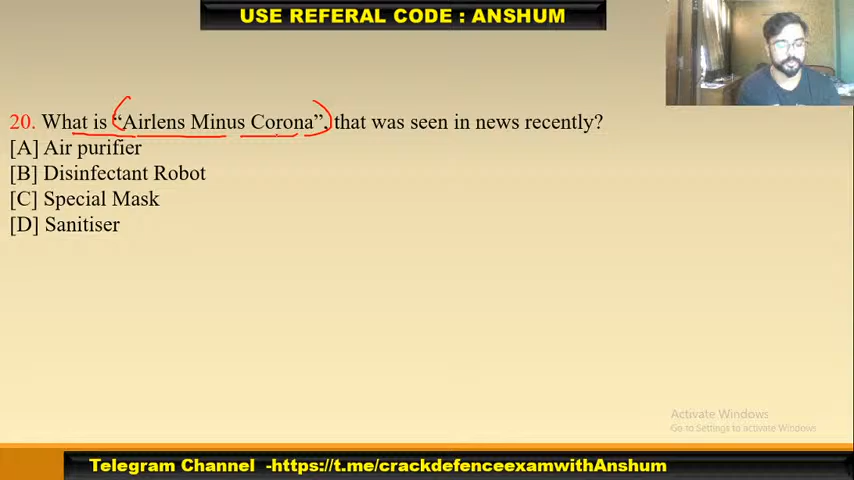 USE REFERAL CODE : ANSHUM
20. What is “Airlens Minus Corona”, that was seen in news recently?
[A] Air purifier
[B] Disinfectant Robot
[C] Special Mask
[D] Sanitiser
Activate Windows
Go to Settings to activate Windows.
Telegram Channel -https://t.me/crackdefenceexamwithAnshum